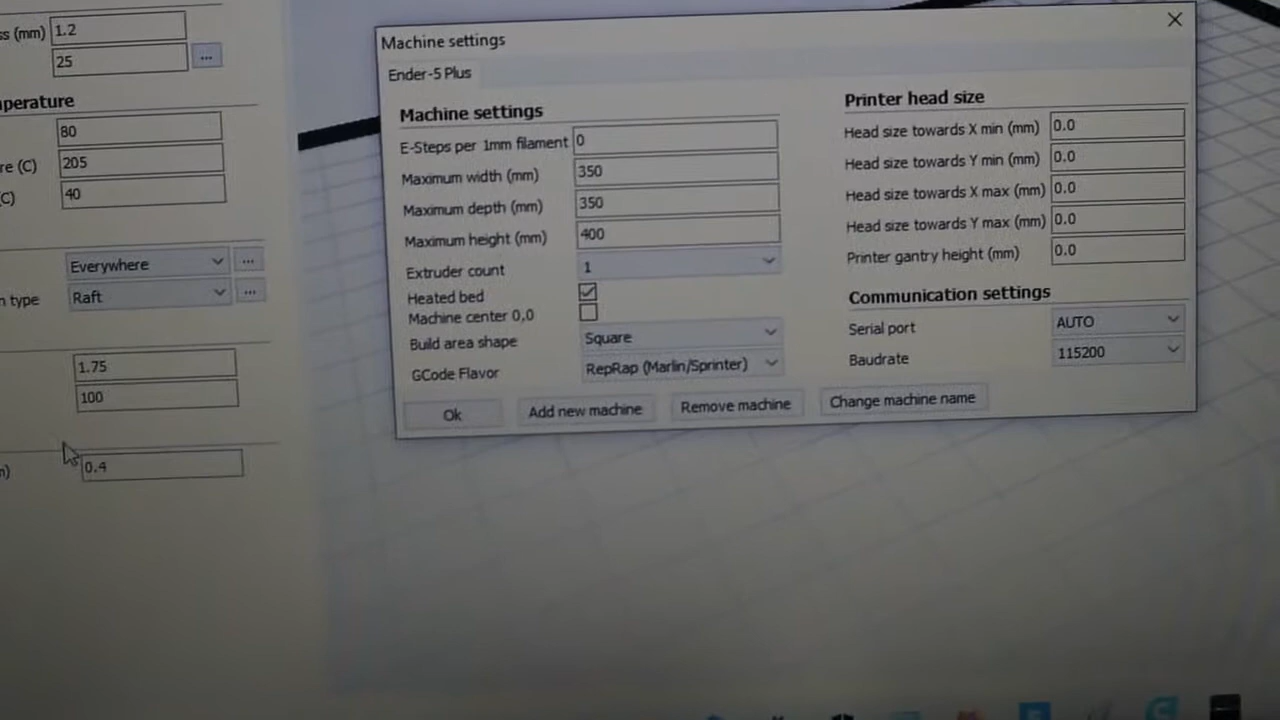 ss (mm) 1.2
25 ...
perature
80
re (C) 205
(C) 40
Everywhere ...
n type Raft ...
1.75
100
n) 0.4
Machine settings
Ender-5 Plus
Machine settings
E-Steps per 1mm filament 0
Maximum width (mm) 350
Maximum depth (mm) 350
Maximum height (mm) 400
Extruder count 1
Heated bed
Machine center 0,0
Build area shape Square
GCode Flavor RepRap (Marlin/Sprinter)
Printer head size
Head size towards X min (mm) 0.0
Head size towards Y min (mm) 0.0
Head size towards X max (mm) 0.0
Head size towards Y max (mm) 0.0
Printer gantry height (mm) 0.0
Communication settings
Serial port AUTO
Baudrate 115200
Ok Add new machine Remove machine Change machine name